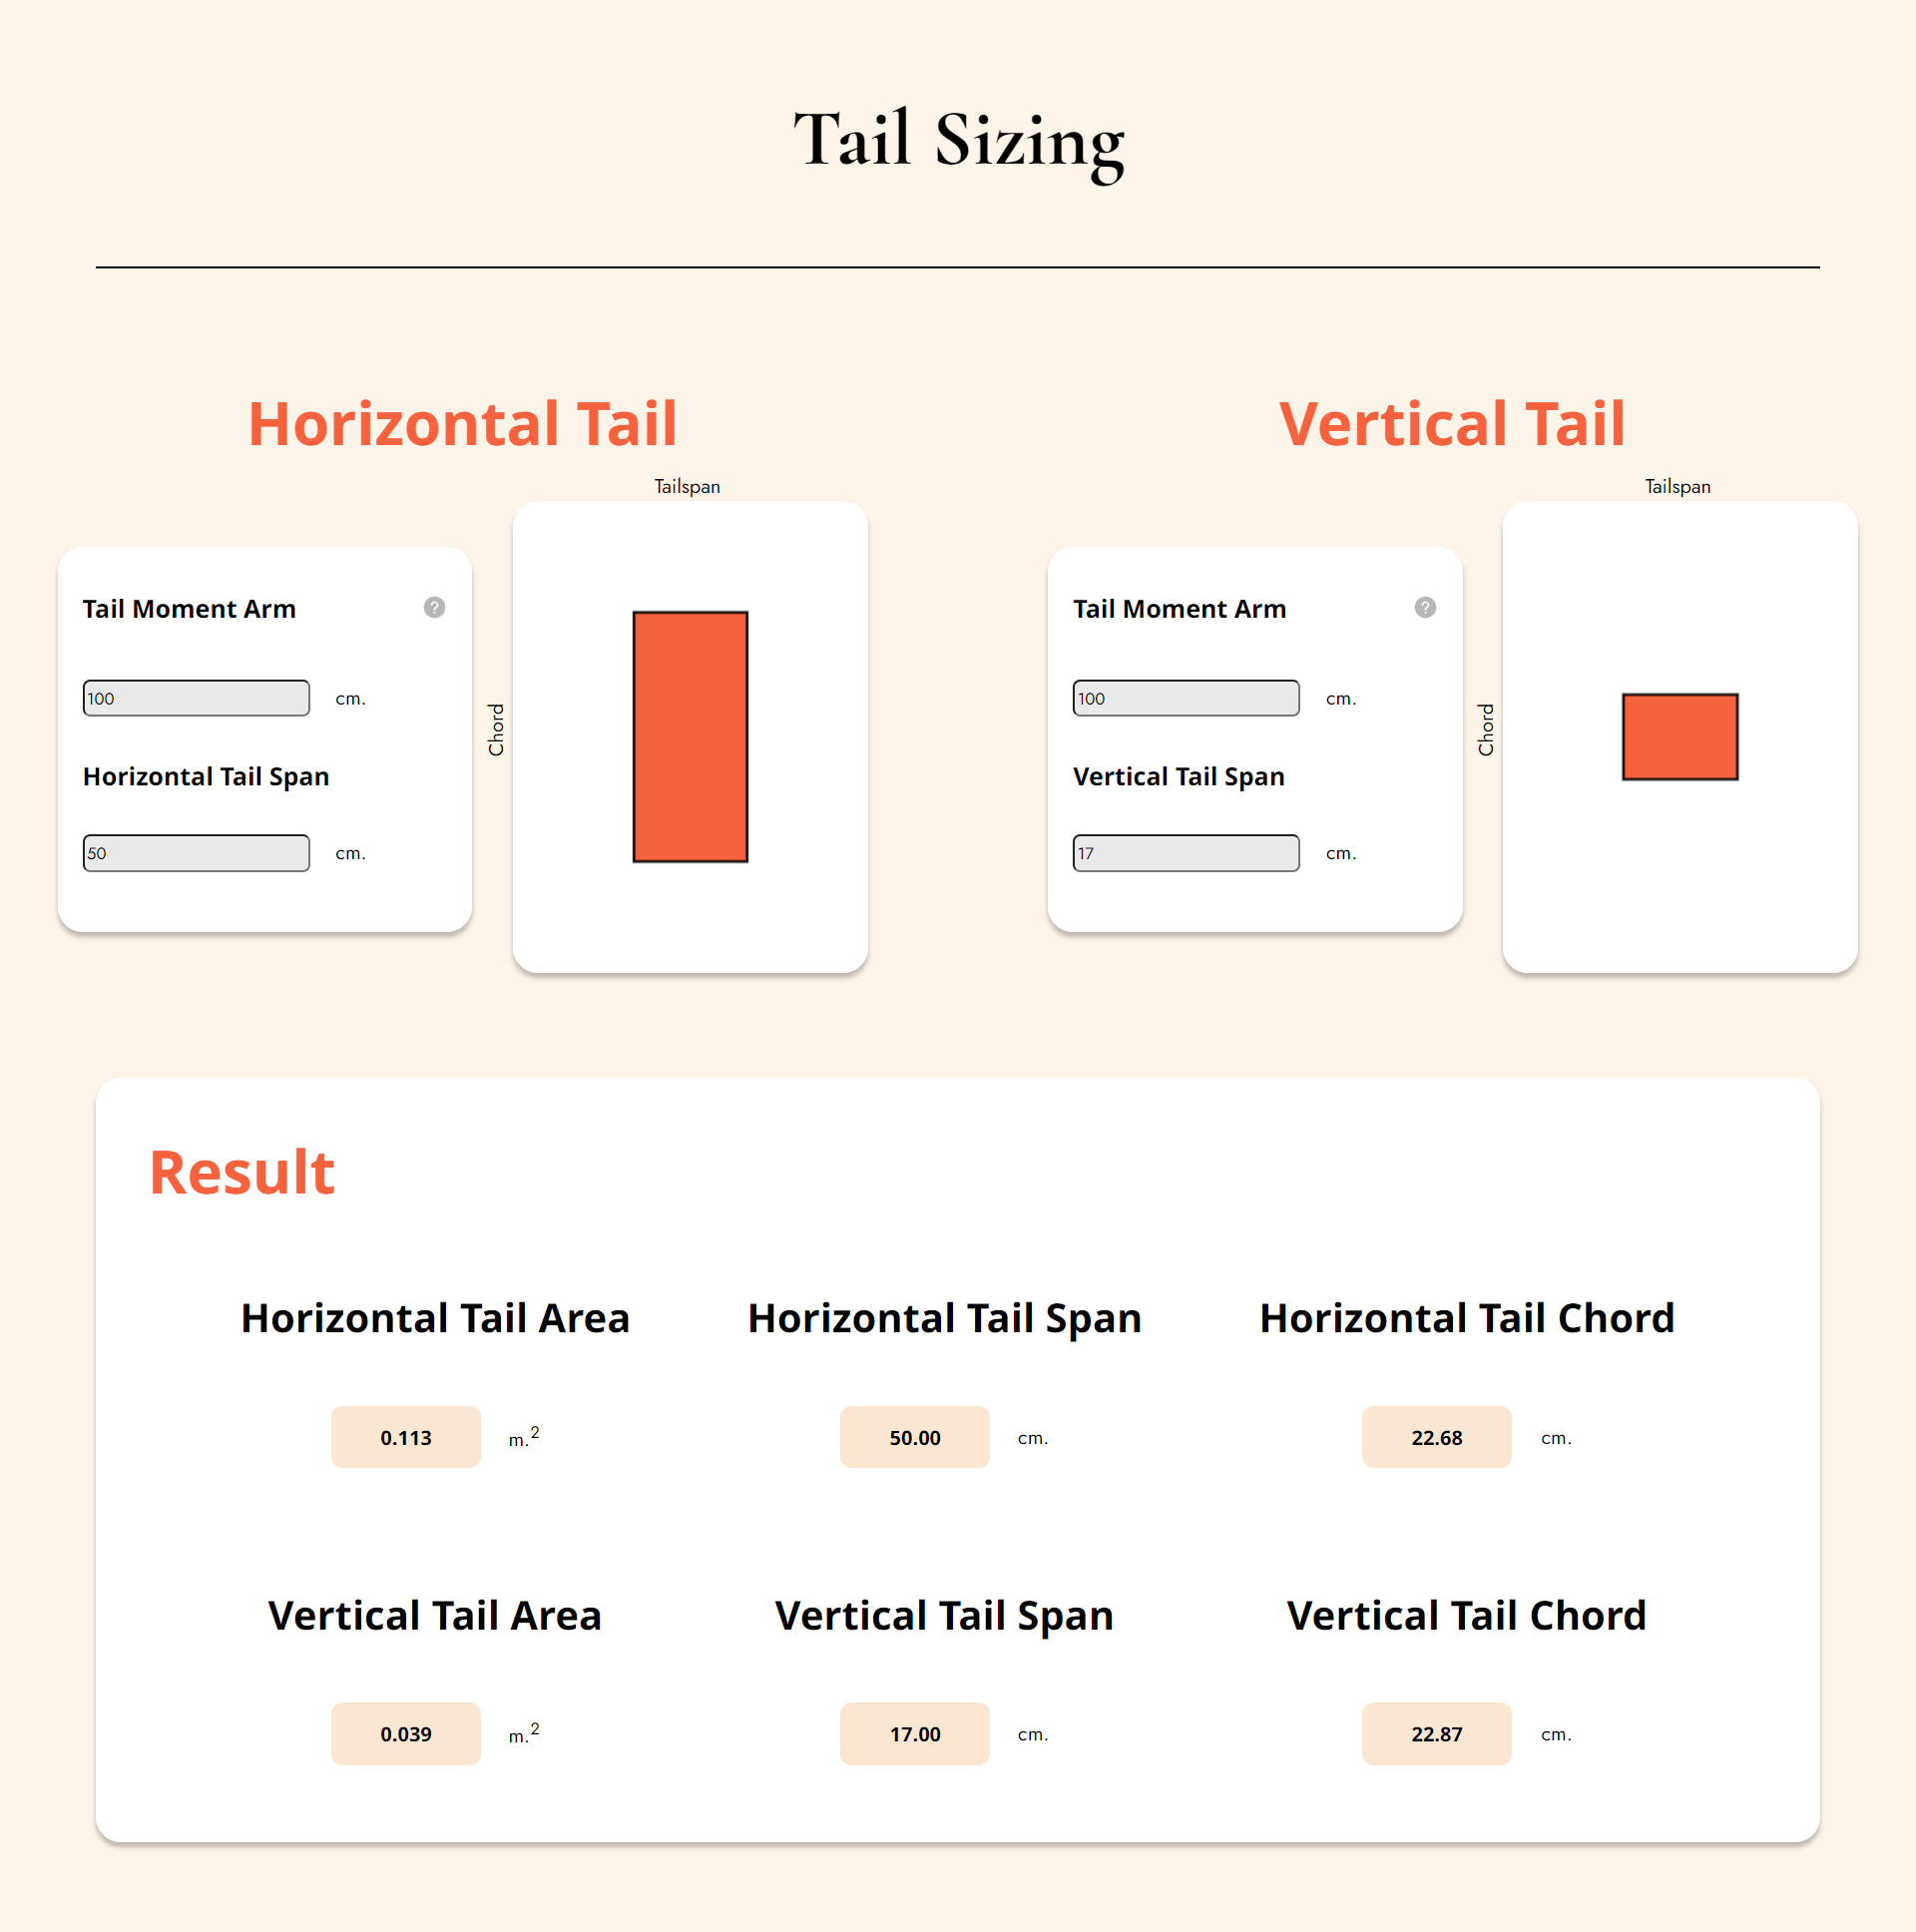 Tail Sizing
Horizontal Tail
Tailspan
Tail Moment Arm
?
100 cm.
Horizontal Tail Span
50 cm.
Chord
Vertical Tail
Tailspan
Tail Moment Arm
?
100 cm.
Vertical Tail Span
17 cm.
Chord
Result
Horizontal Tail Area
0.113 m.²
Horizontal Tail Span
50.00 cm.
Horizontal Tail Chord
22.68 cm.
Vertical Tail Area
0.039 m.²
Vertical Tail Span
17.00 cm.
Vertical Tail Chord
22.87 cm.